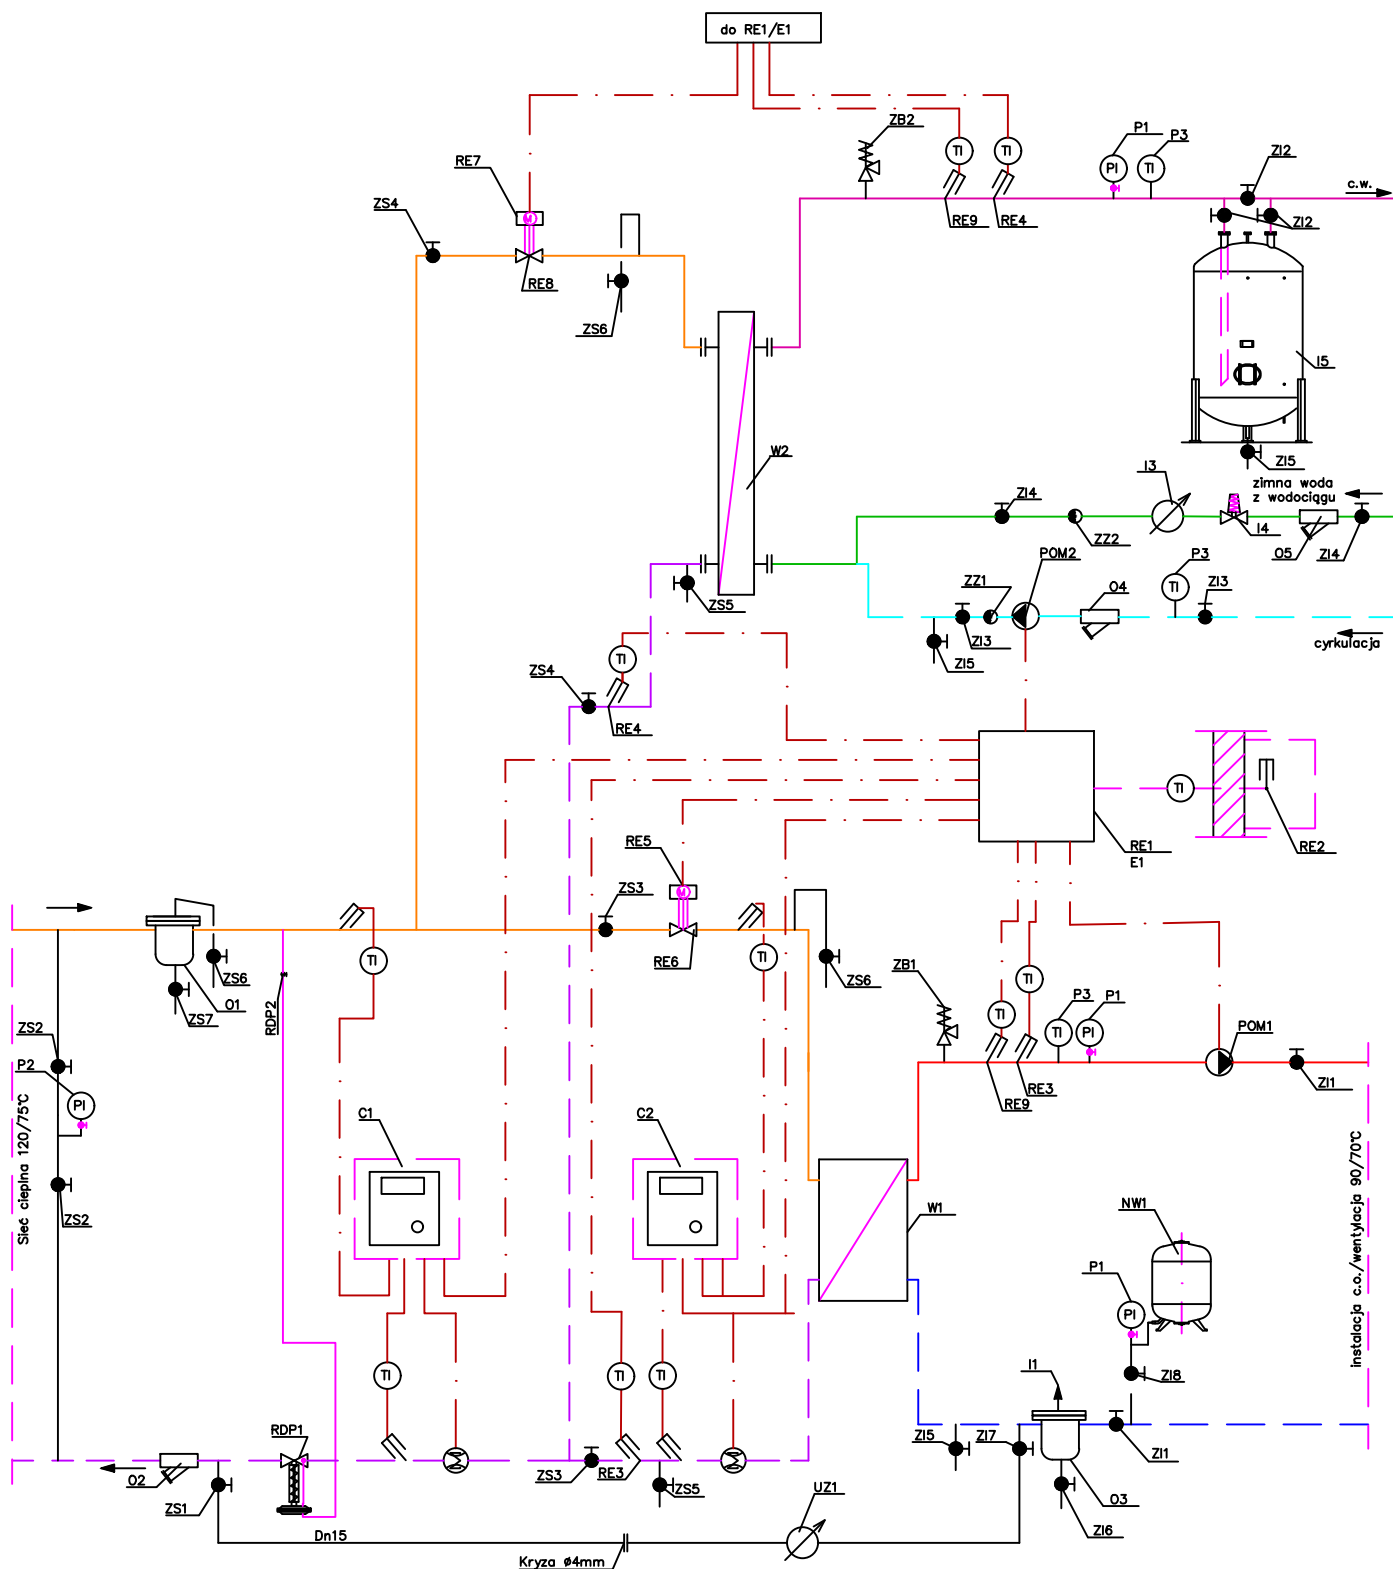 do RE1/E1
ZB2
P1
P3
ZI2
TI
TI
PI
TI
c.w.
RE7
ZS4
M
RE9
RE4
ZI2
RE8
ZS6
I5
W2
I3
ZI5
zimna woda
z wodociągu
ZI4
ZZ2
I4
O5
ZI4
POM2
P3
ZZ1
O4
ZI3
TI
ZS5
ZI3
ZI5
cyrkulacja
TI
ZS4
RE4
TI
RE1
E1
RE2
RE5
M
ZS3
RE6
TI
TI
ZS6
ZS7
O1
RDP2
ZS6
ZB1
TI
TI
P3
P1
TI
PI
POM1
ZS2
P2
PI
RE3
RE9
ZI1
Sieć cieplna 120/75°C
C1
C2
ZS2
W1
NW1
instalacja c.o./wentylacja 90/70°C
P1
PI
TI
TI
TI
I1
ZI8
RDP1
O2
ZS1
ZS3
RE3
ZS5
ZI5
ZI7
ZI1
O3
ZI6
UZ1
Dn15
Kryza ø4mm